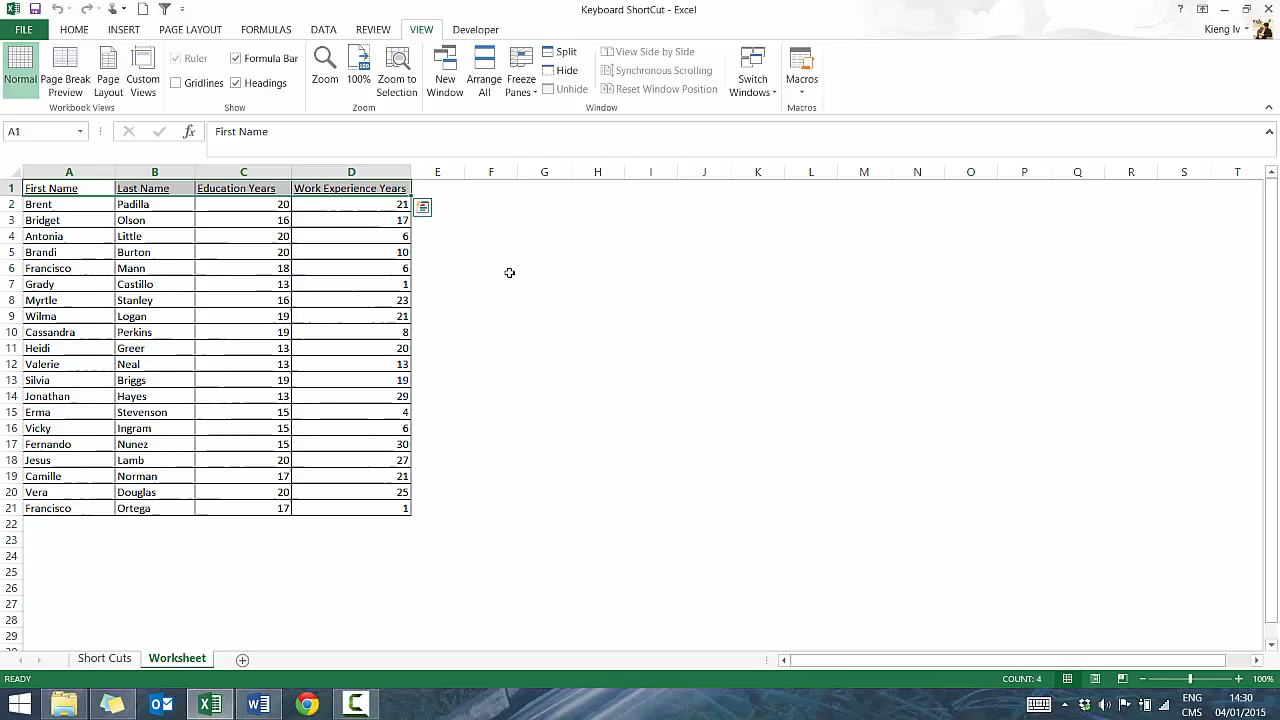 Keyboard ShortCut - Excel
FILE HOME INSERT PAGE LAYOUT FORMULAS DATA REVIEW VIEW Developer Kieng Iv
Normal Page Break Preview Page Layout Custom Views
Ruler Formula Bar
Gridlines Headings
Zoom 100% Zoom to Selection
New Window Arrange All Freeze Panes
Split
Hide
Unhide
View Side by Side
Synchronous Scrolling
Reset Window Position
Switch Windows
Macros
Workbook Views Show Zoom Window Macros
A1 fx First Name
A B C D E F G H I J K L M N O P Q R S T
1 First Name Last Name Education Years Work Experience Years
2 Brent Padilla 20 21
3 Bridget Olson 16 17
4 Antonia Little 20 6
5 Brandi Burton 20 10
6 Francisco Mann 18 6
7 Grady Castillo 13 1
8 Myrtle Stanley 16 23
9 Wilma Logan 19 21
10 Cassandra Perkins 19 8
11 Heidi Greer 13 20
12 Valerie Neal 13 13
13 Silvia Briggs 19 19
14 Jonathan Hayes 13 29
15 Erma Stevenson 15 4
16 Vicky Ingram 15 6
17 Fernando Nunez 15 30
18 Jesus Lamb 20 27
19 Camille Norman 17 21
20 Vera Douglas 20 25
21 Francisco Ortega 17 1
22
23
24
25
26
27
28
29
Short Cuts Worksheet
READY COUNT: 4 100%
ENG 14:30
CMS 04/01/2015